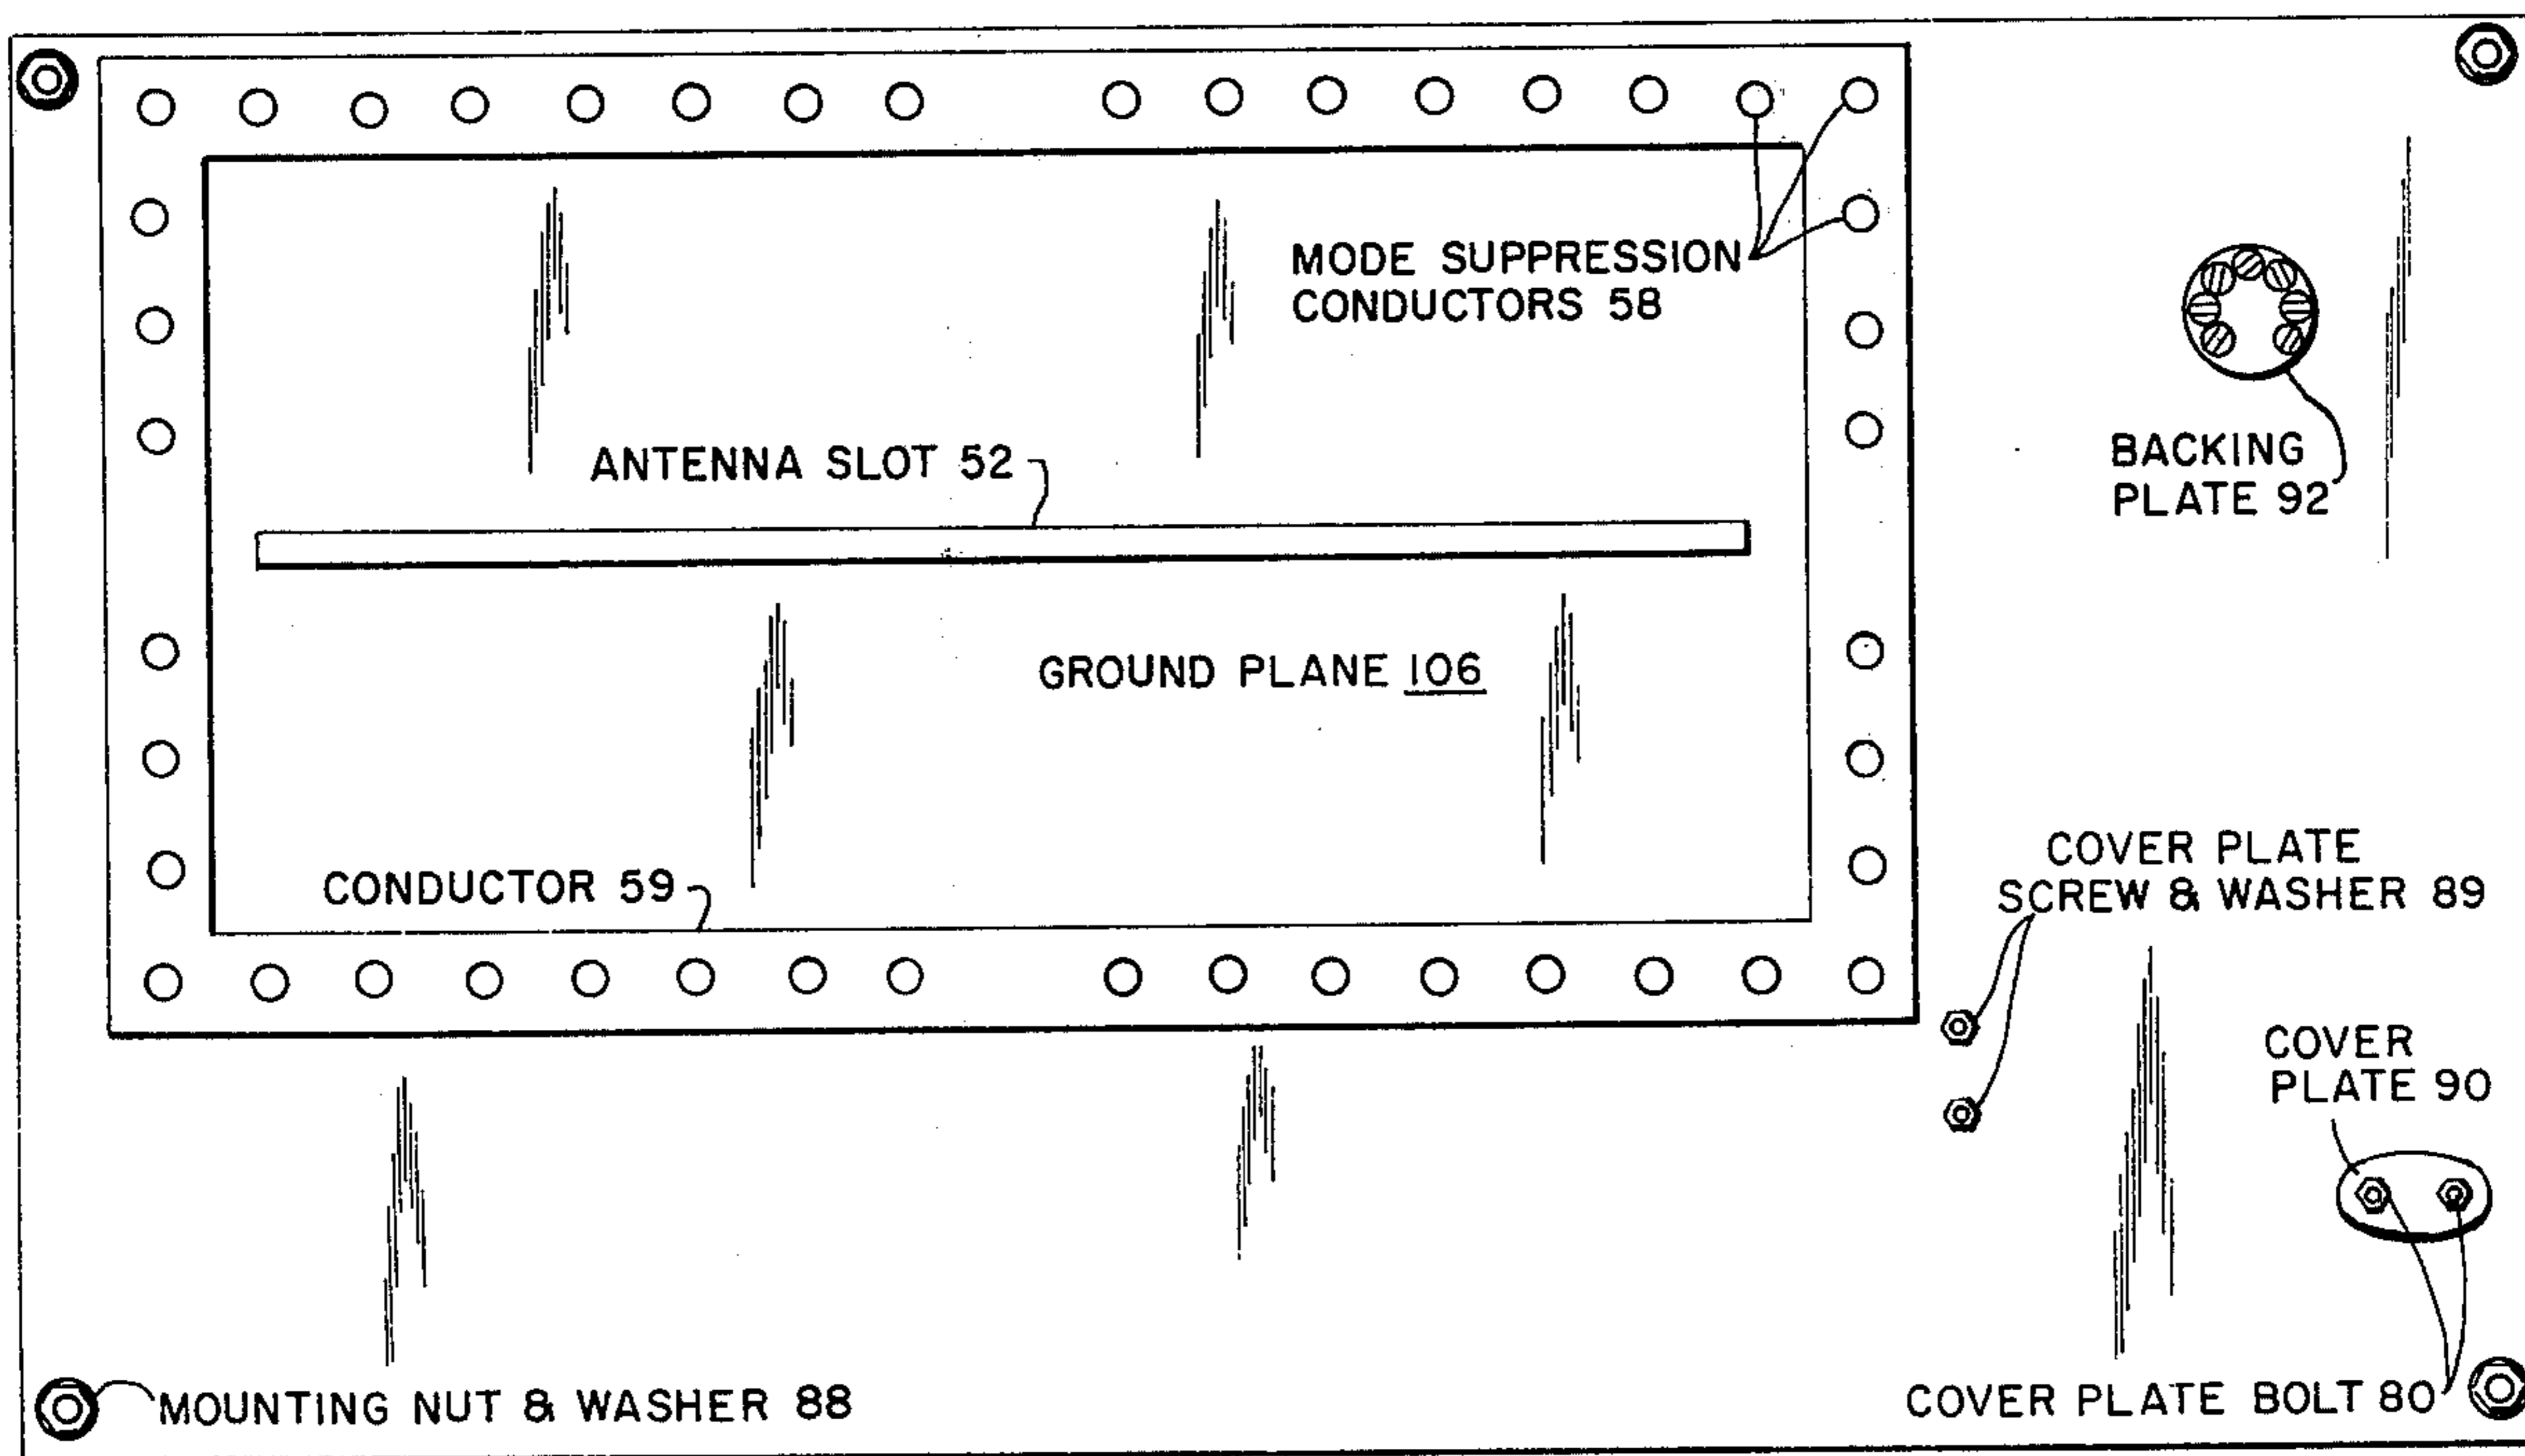 MODE SUPPRESSION
CONDUCTORS 58
ANTENNA SLOT 52
BACKING
PLATE 92
GROUND PLANE 106
CONDUCTOR 59
COVER PLATE
SCREW & WASHER 89
COVER
PLATE 90
MOUNTING NUT & WASHER 88
COVER PLATE BOLT 80